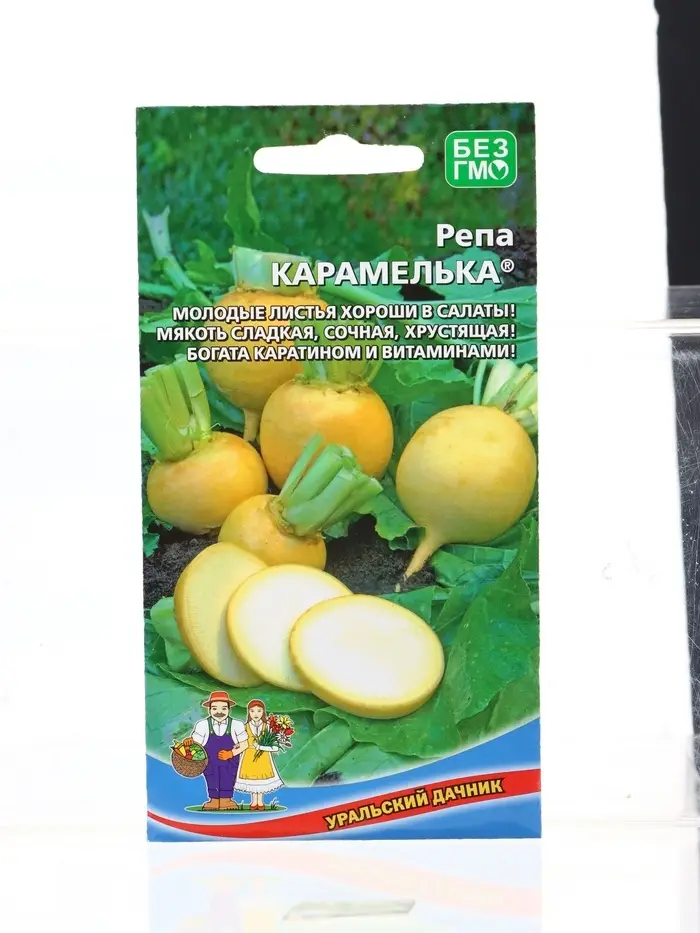 БЕЗ
ГМО
Репа
КАРАМЕЛЬКА®
МОЛОДЫЕ ЛИСТЬЯ ХОРОШИ В САЛАТЫ!
МЯКОТЬ СЛАДКАЯ, СОЧНАЯ, ХРУСТЯЩАЯ!
БОГАТА КАРАТИНОМ И ВИТАМИНАМИ!
УРАЛЬСКИЙ ДАЧНИК